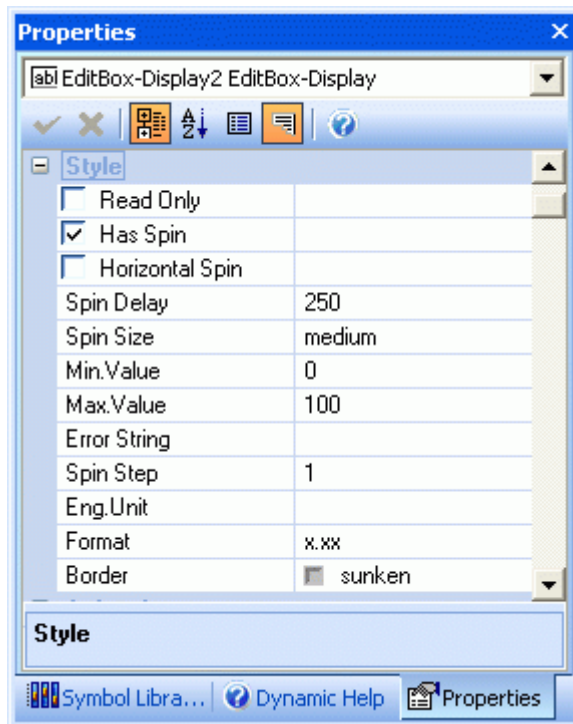 Properties
abl EditBox-Display2 EditBox-Display
Style
Read Only
Has Spin
Horizontal Spin
Spin Delay 250
Spin Size medium
Min.Value 0
Max.Value 100
Error String
Spin Step 1
Eng.Unit
Format x.xx
Border sunken
Style
Symbol Libra... Dynamic Help Properties